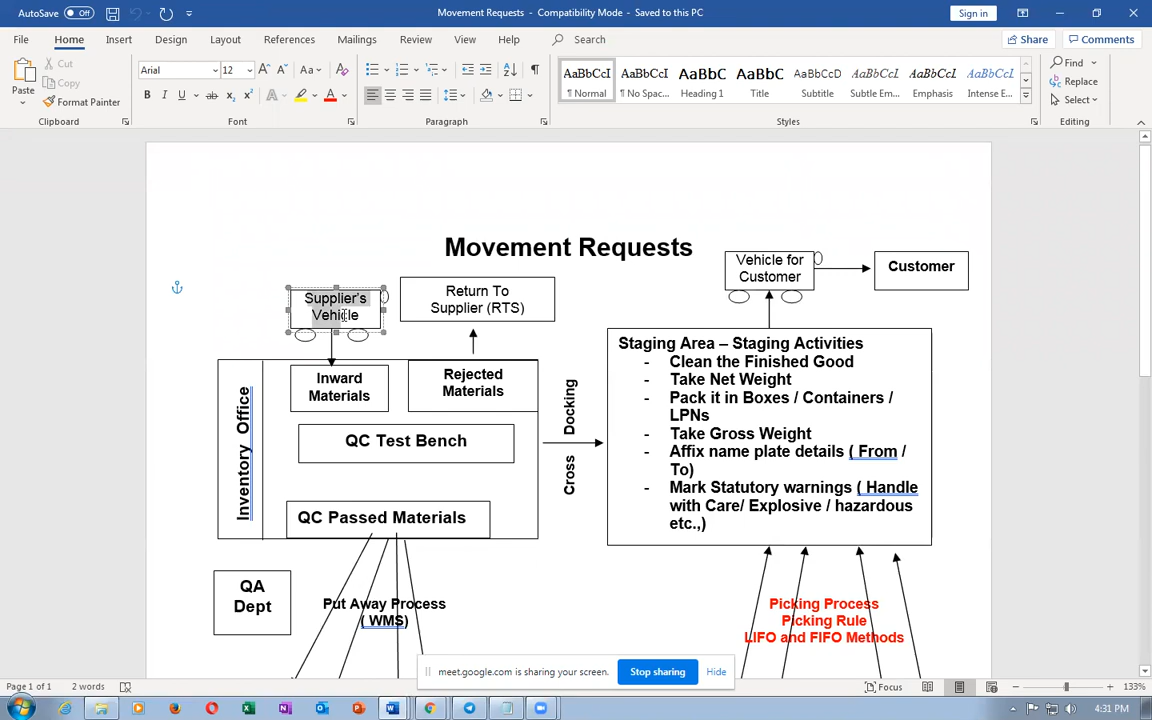 AutoSave Off
Movement Requests - Compatibility Mode - Saved to this PC
Sign in
File Home Insert Design Layout References Mailings Review View Help Search
Share Comments
Paste
Cut
Copy
Format Painter
Clipboard
Arial 12
Font
Paragraph
AaBbCcI
¶ Normal
AaBbCcI
¶ No Spac...
AaBbC
Heading 1
AaBbC
Title
AaBbCcD
Subtitle
AaBbCcI
Subtle Em...
AaBbCcI
Emphasis
AaBbCcI
Intense E...
Styles
Find
Replace
Select
Editing
Movement Requests
Supplier's
Vehicle
Return To
Supplier (RTS)
Vehicle for
Customer
Customer
Inventory Office
Inward
Materials
Rejected
Materials
QC Test Bench
QC Passed Materials
Cross Docking
Staging Area – Staging Activities
- Clean the Finished Good
- Take Net Weight
- Pack it in Boxes / Containers /
LPNs
- Take Gross Weight
- Affix name plate details ( From /
To)
- Mark Statutory warnings ( Handle
with Care/ Explosive / hazardous
etc.,)
QA
Dept
Put Away Process
( WMS)
Picking Process
Picking Rule
LIFO and FIFO Methods
meet.google.com is sharing your screen.
Stop sharing
Hide
Page 1 of 1 2 words
Focus
133%
4:31 PM